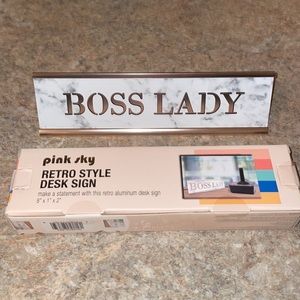 BOSS LADY
pink sky
RETRO STYLE
DESK SIGN
make a statement with this retro aluminum desk sign
8" x 1" x 2"
BOSS LADY